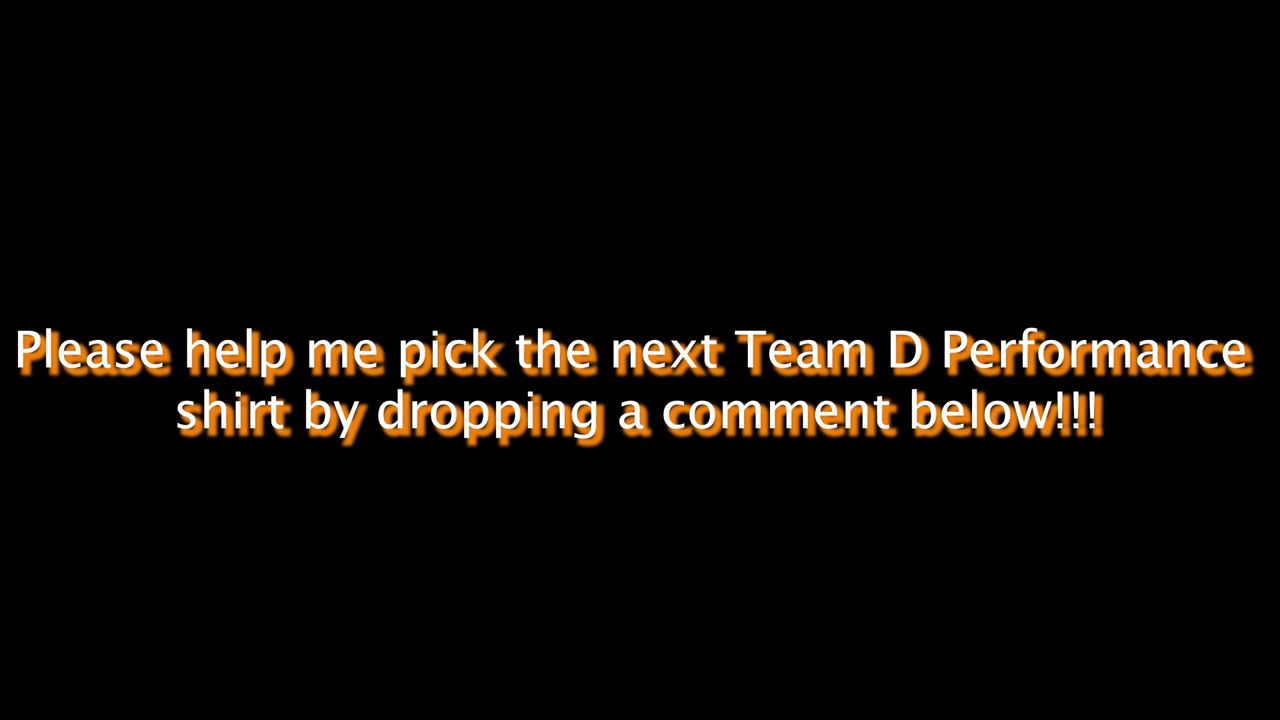 Please help me pick the next Team D Performance
shirt by dropping a comment below!!!